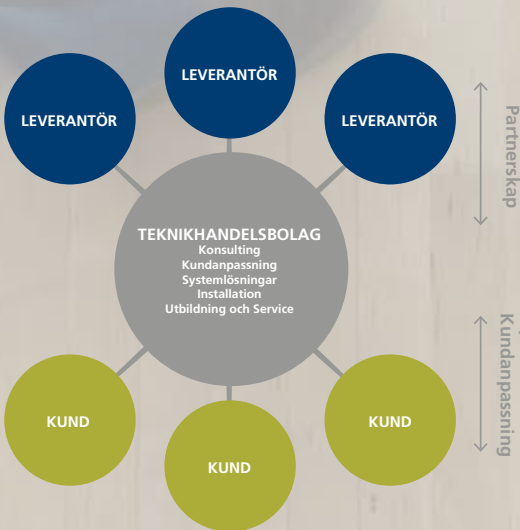 LEVERANTÖR
LEVERANTÖR
LEVERANTÖR
Partnerskap
TEKNIKHANDELSBOLAG
Konsulting
Kundanpassning
Systemlösningar
Installation
Utbildning och Service
Kundanpassning
KUND
KUND
KUND